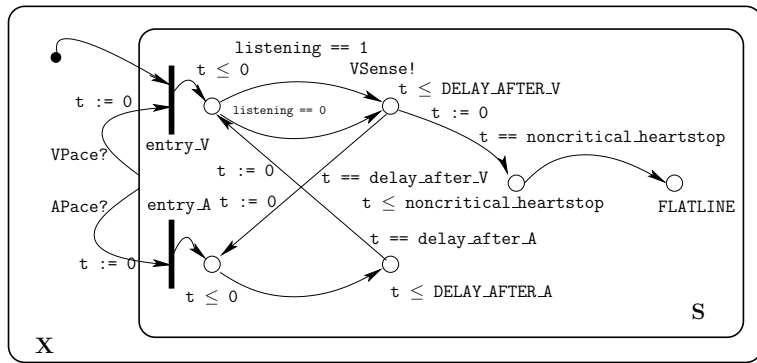 listening == 1
VSense!
t ≤ 0
t ≤ DELAY_AFTER_V
t := 0
listening == 0
t := 0
entry_V
t == noncritical_heartstop
VPace?
t := 0
t == delay_after_V
APace?
entry_A
t := 0
t ≤ noncritical_heartstop
FLATLINE
t == delay_after_A
t := 0
t ≤ 0
t ≤ DELAY_AFTER_A
S
X